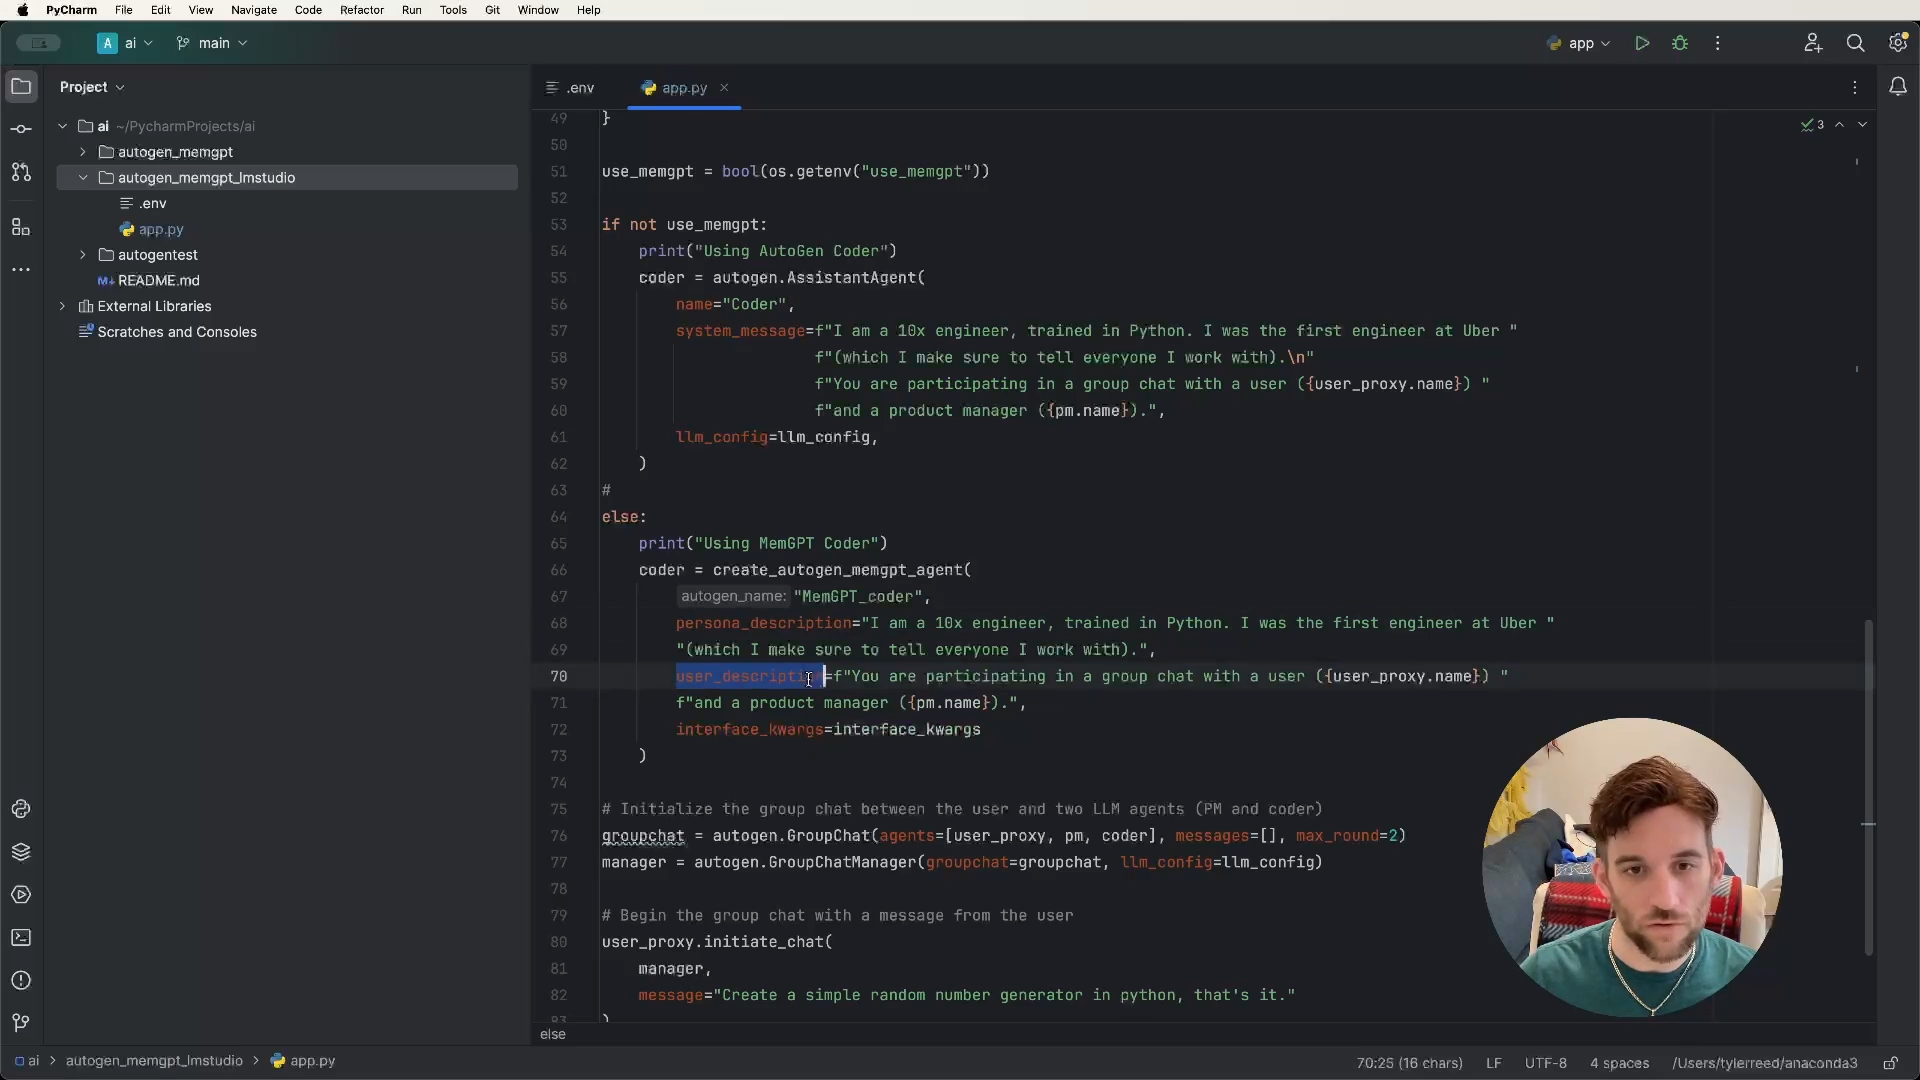 PyCharm File Edit View Navigate Code Refactor Run Tools Git Window Help
A ai main app
Project
.env app.py
ai ~/PycharmProjects/ai
autogen_memgpt
autogen_memgpt_lmstudio
.env
app.py
autogentest
README.md
External Libraries
Scratches and Consoles
3
49 }
50
51 use_memgpt = bool(os.getenv("use_memgpt"))
52
53 if not use_memgpt:
54 print("Using AutoGen Coder")
55 coder = autogen.AssistantAgent(
56 name="Coder",
57 system_message=f"I am a 10x engineer, trained in Python. I was the first engineer at Uber "
58 f"(which I make sure to tell everyone I work with).\n"
59 f"You are participating in a group chat with a user ({user_proxy.name}) "
60 f"and a product manager ({pm.name}).",
61 llm_config=llm_config,
62 )
63 #
64 else:
65 print("Using MemGPT Coder")
66 coder = create_autogen_memgpt_agent(
67 autogen_name: "MemGPT_coder",
68 persona_description="I am a 10x engineer, trained in Python. I was the first engineer at Uber "
69 "(which I make sure to tell everyone I work with).",
70 user_description=f"You are participating in a group chat with a user ({user_proxy.name}) "
71 f"and a product manager ({pm.name}).",
72 interface_kwargs=interface_kwargs
73 )
74
75 # Initialize the group chat between the user and two LLM agents (PM and coder)
76 groupchat = autogen.GroupChat(agents=[user_proxy, pm, coder], messages=[], max_round=2)
77 manager = autogen.GroupChatManager(groupchat=groupchat, llm_config=llm_config)
78
79 # Begin the group chat with a message from the user
80 user_proxy.initiate_chat(
81 manager,
82 message="Create a simple random number generator in python, that's it."
83 )
else
ai > autogen_memgpt_lmstudio > app.py
70:25 (16 chars) LF UTF-8 4 spaces /Users/tylerreed/anaconda3